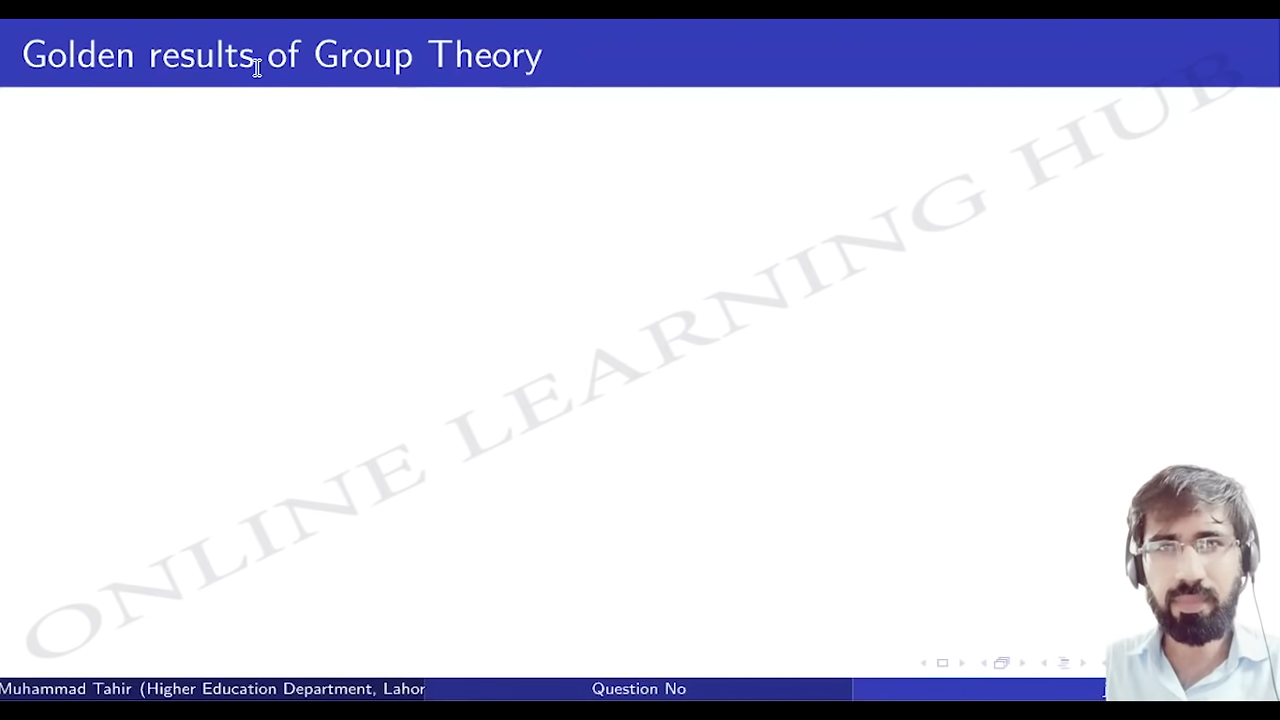 Golden results of Group Theory
ONLINE LEARNING HUB
Muhammad Tahir (Higher Education Department, Lahor
Question No